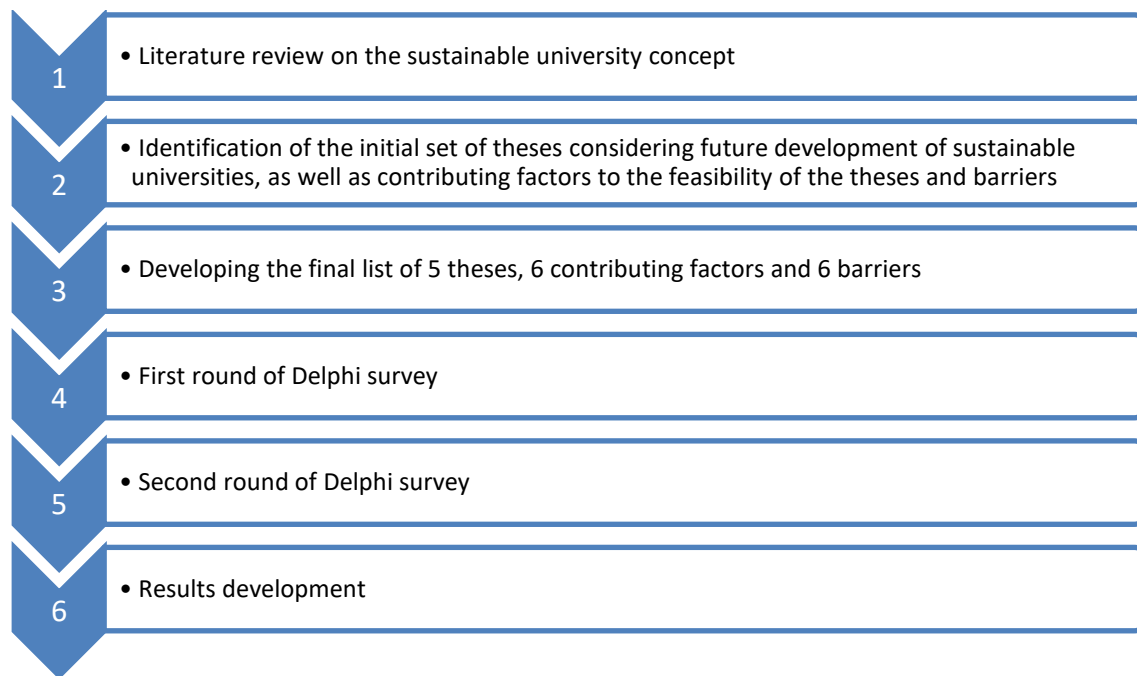 1
• Literature review on the sustainable university concept
2
• Identification of the initial set of theses considering future development of sustainable
universities, as well as contributing factors to the feasibility of the theses and barriers
3
• Developing the final list of 5 theses, 6 contributing factors and 6 barriers
4
• First round of Delphi survey
5
• Second round of Delphi survey
6
• Results development